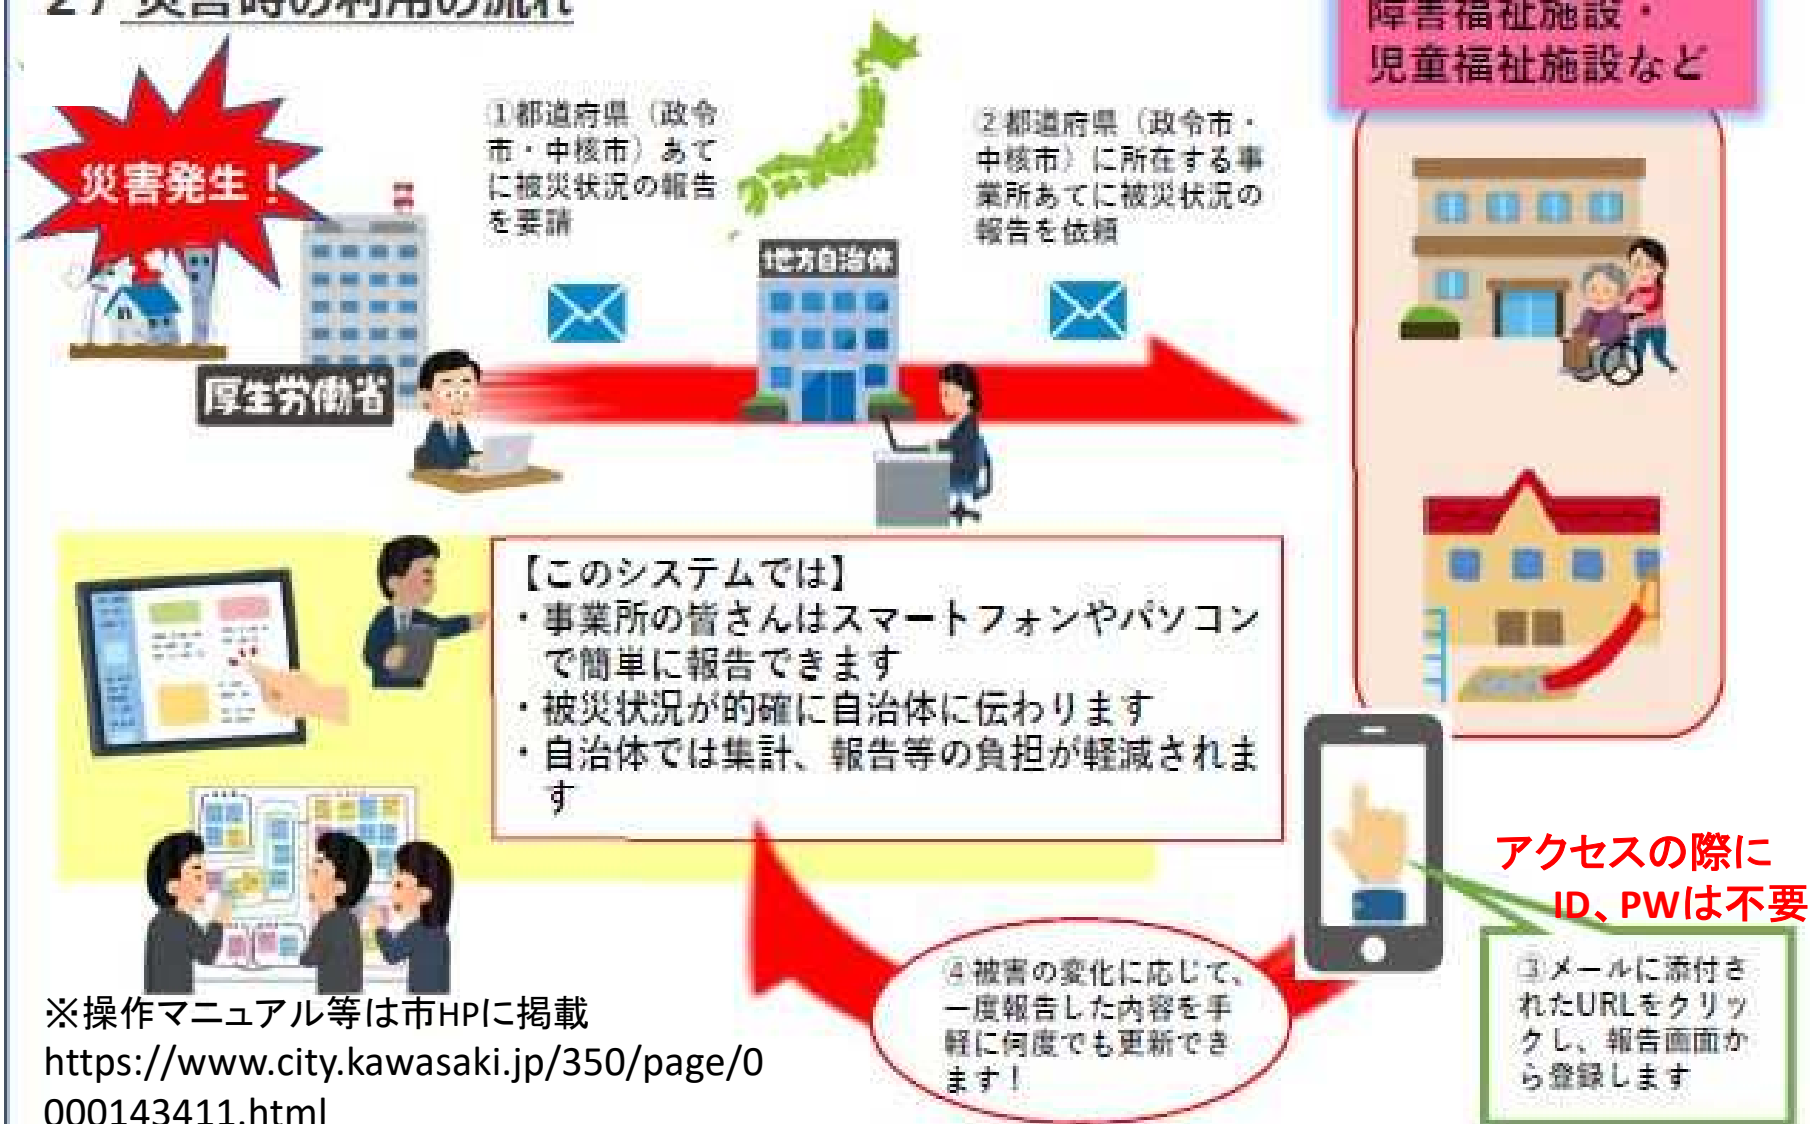 2）災害時の利用の流れ
障害福祉施設・
児童福祉施設など
災害発生！
①都道府県（政令
市・中核市）あて
に被災状況の報告
を要請
②都道府県（政令市・
中核市）に所在する事
業所あてに被災状況の
報告を依頼
地方自治体
厚生労働省
【このシステムでは】
・事業所の皆さんはスマートフォンやパソコン
で簡単に報告できます
・被災状況が的確に自治体に伝わります
・自治体では集計、報告等の負担が軽減されま
す
アクセスの際に
ID、PWは不要
③メールに添付さ
れたURLをクリッ
クし、報告画面か
ら登録します
④被害の変化に応じて、
一度報告した内容を手
軽に何度でも更新でき
ます！
※操作マニュアル等は市HPに掲載
https://www.city.kawasaki.jp/350/page/0
000143411.html